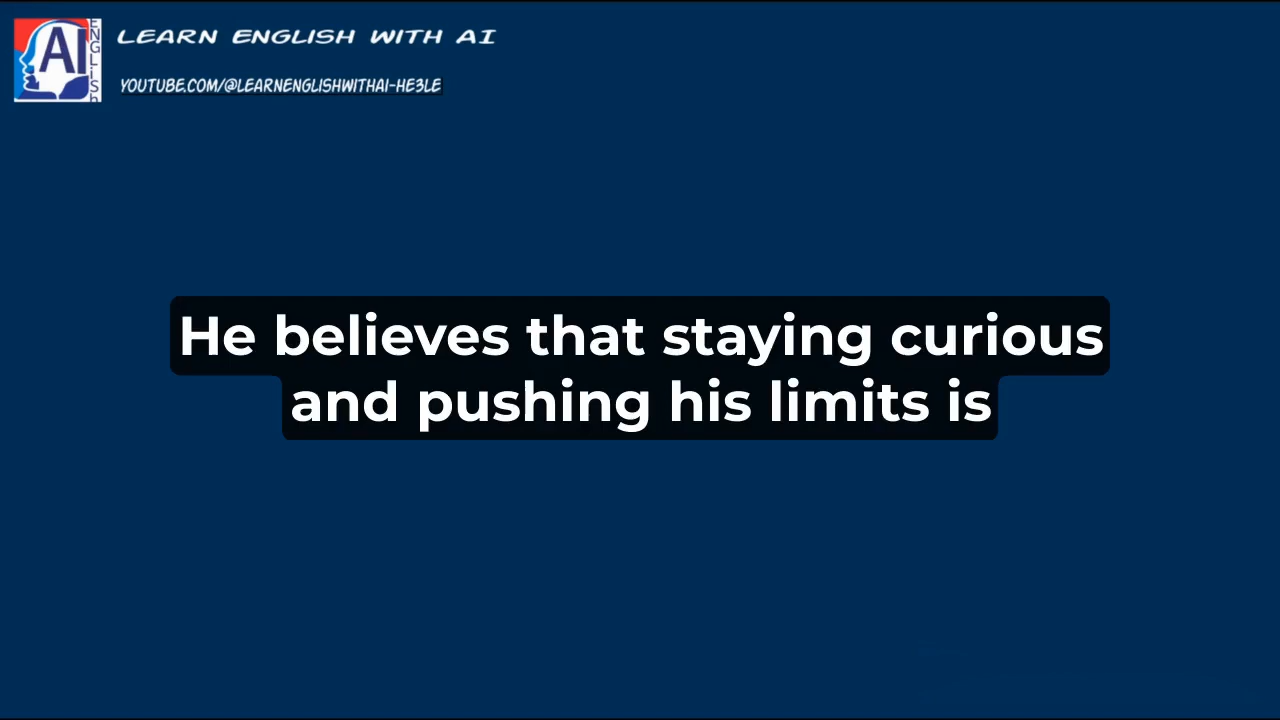 AI
ENGLISH
LEARN ENGLISH WITH AI
YOUTUBE.COM/@LEARNENGLISHWITHAI-HE3LE
He believes that staying curious
and pushing his limits is